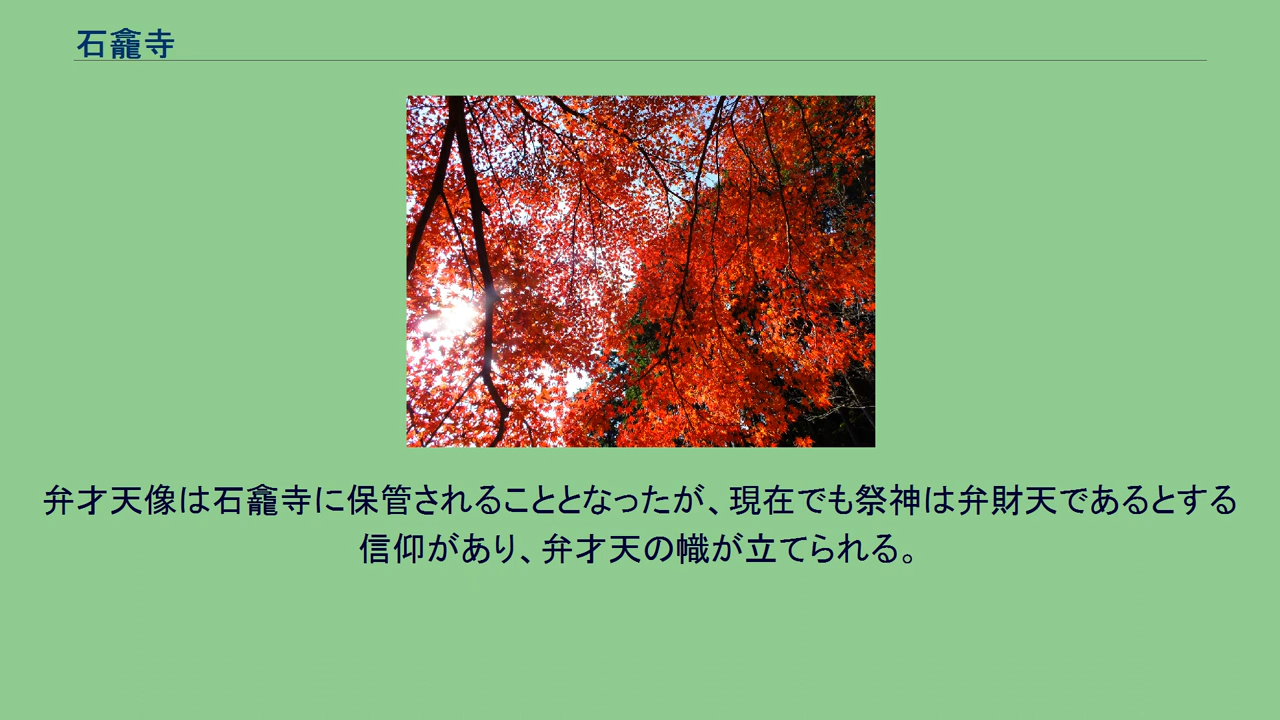 石龕寺
弁才天像は石龕寺に保管されることとなったが、現在でも祭神は弁財天であるとする
信仰があり、弁才天の幟が立てられる。